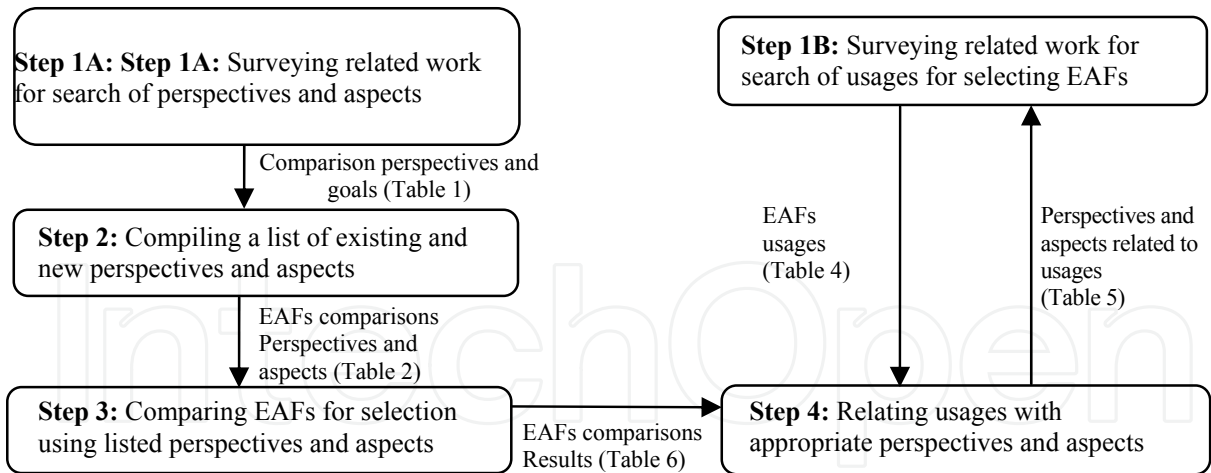 Step 1A: Step 1A: Surveying related work
for search of perspectives and aspects
Comparison perspectives and
goals (Table 1)
Step 2: Compiling a list of existing and
new perspectives and aspects
EAFs comparisons
Perspectives and
aspects (Table 2)
Step 3: Comparing EAFs for selection
using listed perspectives and aspects
EAFs comparisons
Results (Table 6)
Step 1B: Surveying related work for
search of usages for selecting EAFs
EAFs
usages
(Table 4)
Perspectives and
aspects related to
usages
(Table 5)
Step 4: Relating usages with
appropriate perspectives and aspects
IntechOpen